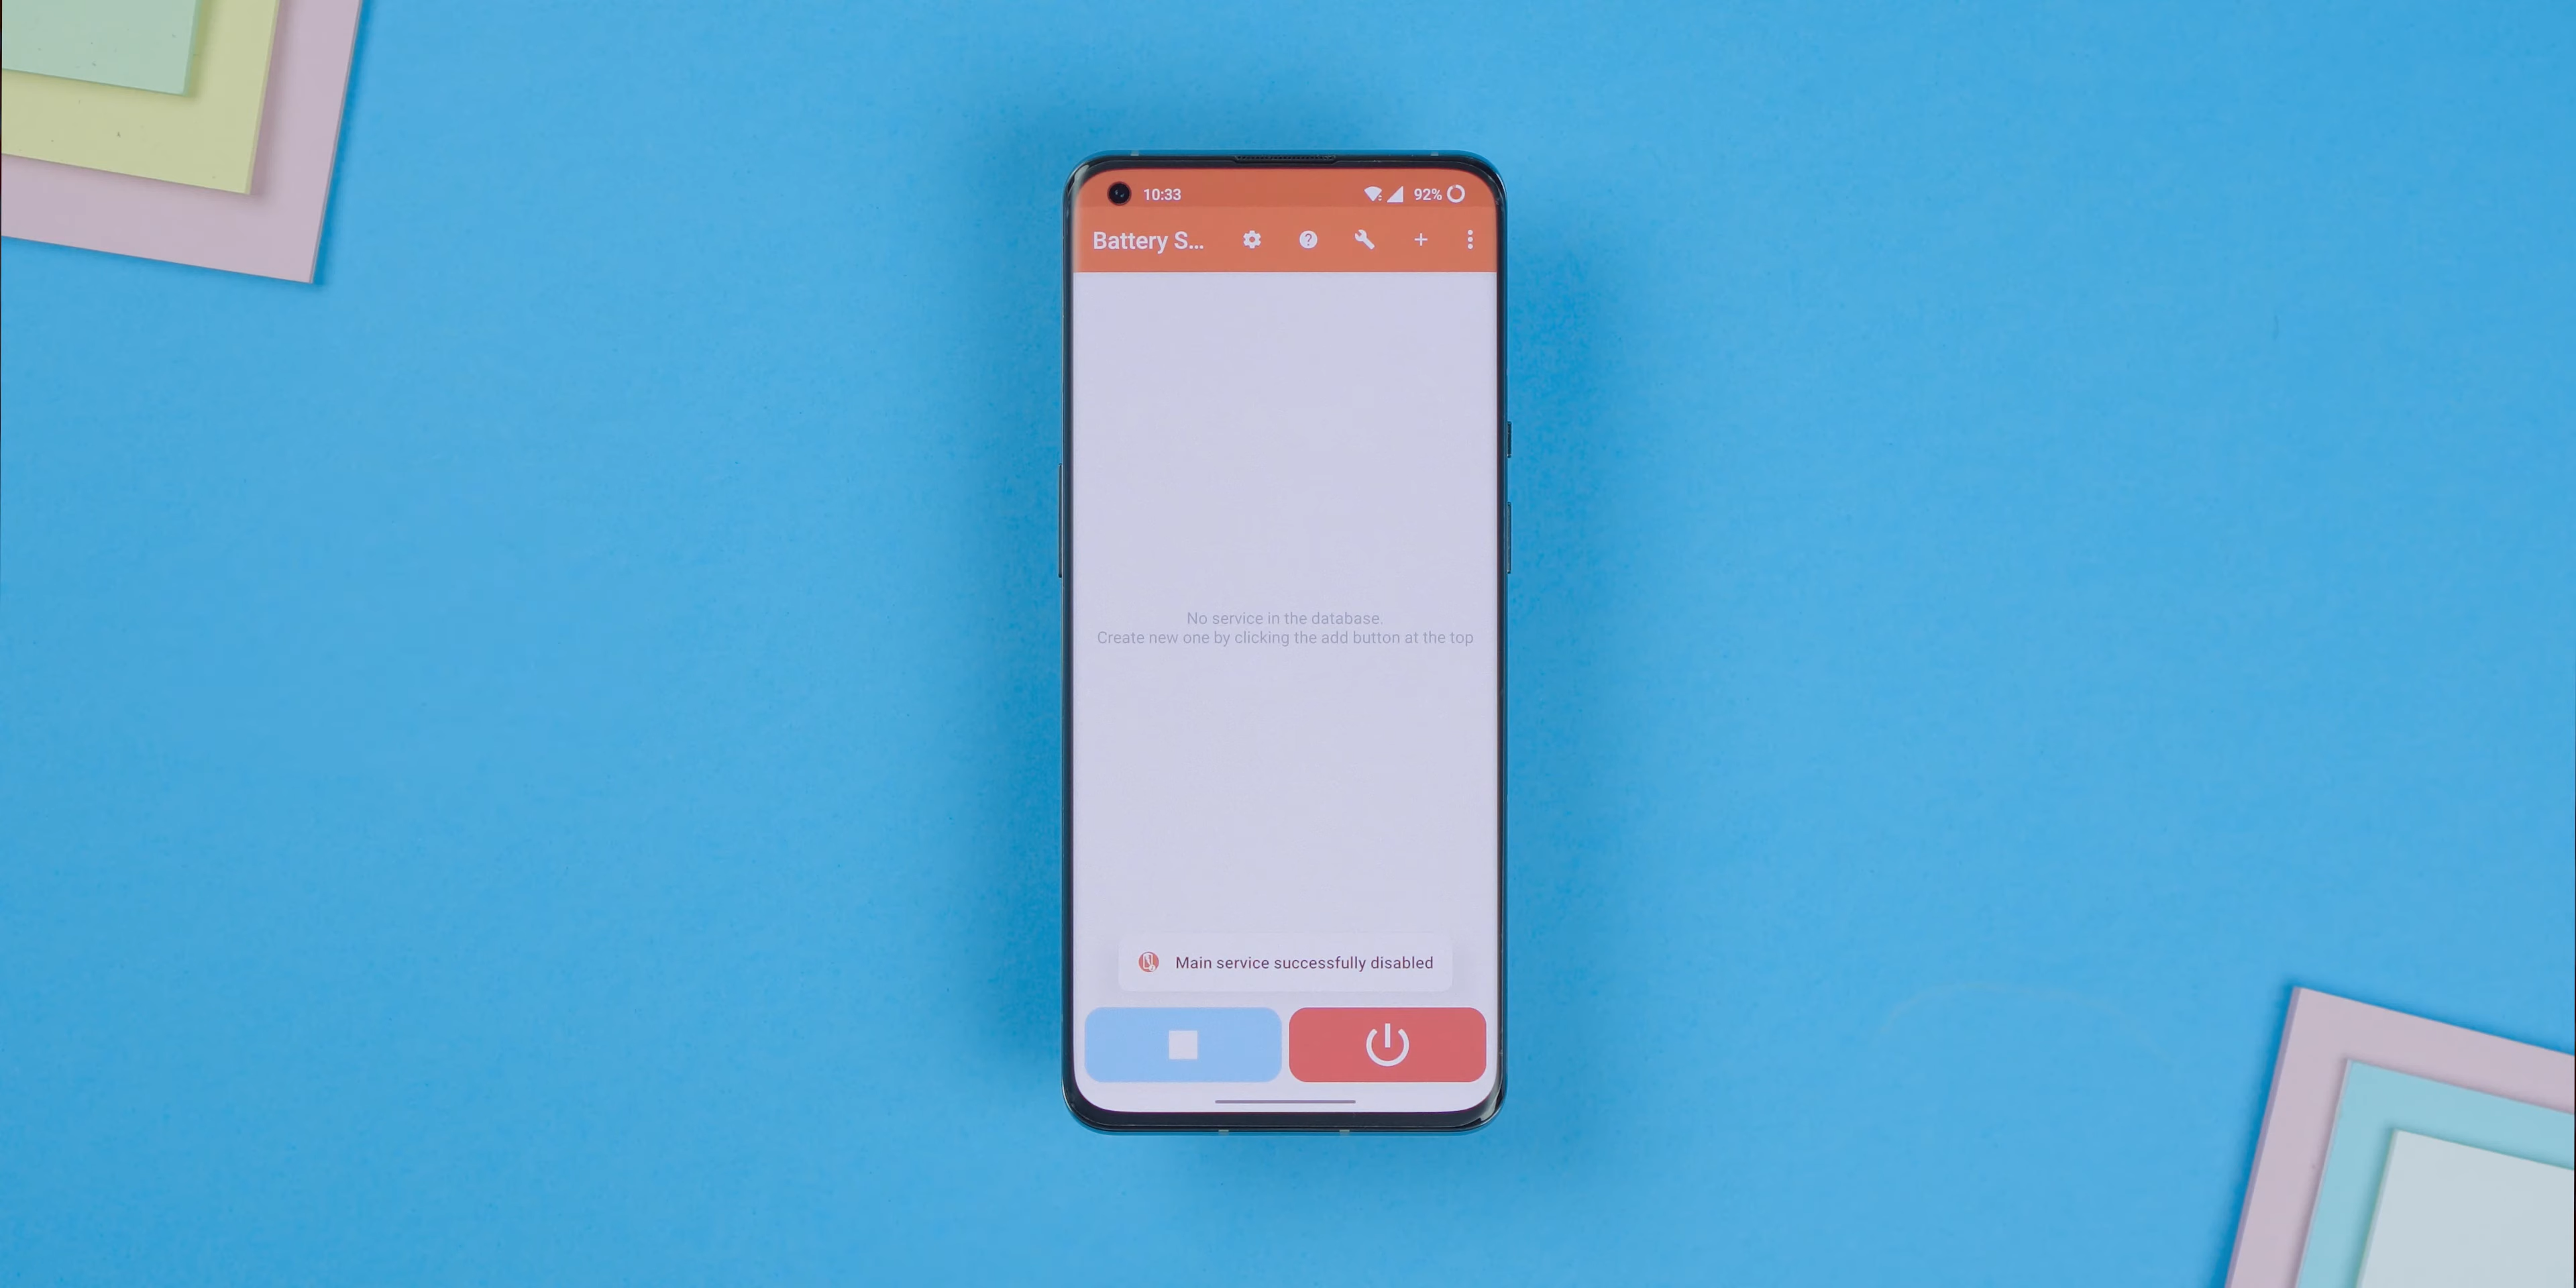 10:33
92%
Battery S...
No service in the database.
Create new one by clicking the add button at the top
Main service successfully disabled